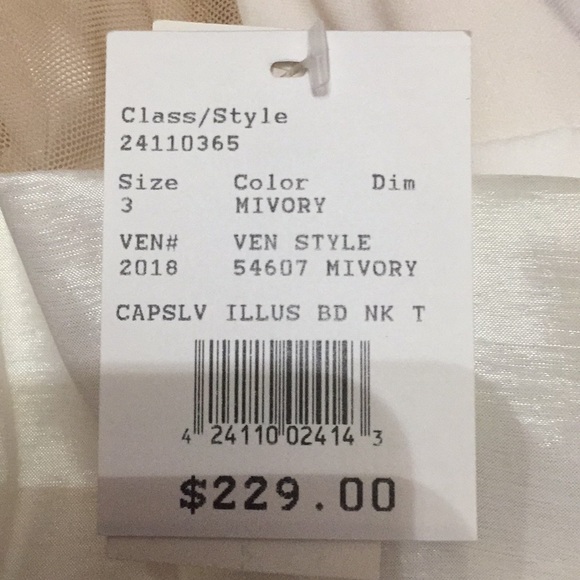 Class/Style
24110365
Size Color Dim
3 MIVORY
VEN# VEN STYLE
2018 54607 MIVORY
CAPSLV ILLUS BD NK T
4 24110 02414 3
$229.00